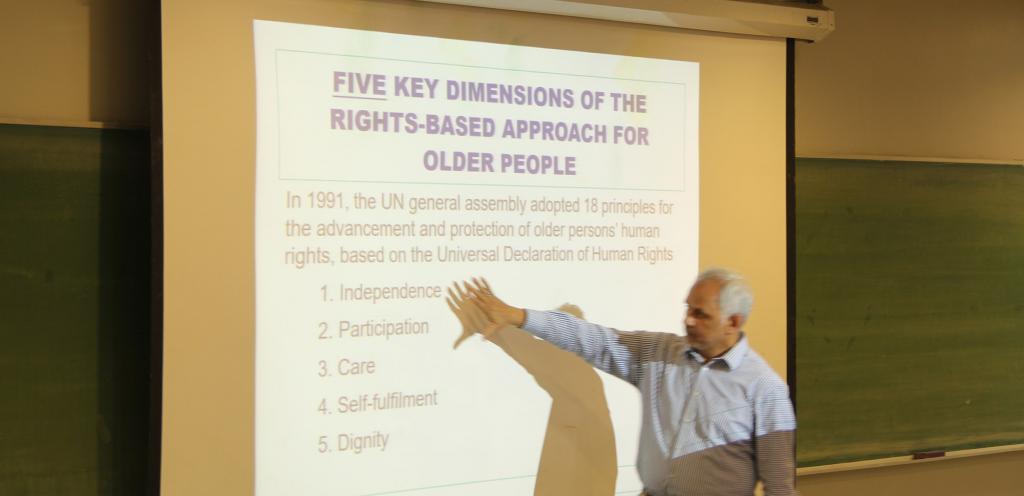 FIVE KEY DIMENSIONS OF THE
RIGHTS-BASED APPROACH FOR
OLDER PEOPLE
In 1991, the UN general assembly adopted 18 principles for
the advancement and protection of older persons' human
rights, based on the Universal Declaration of Human Rights
1. Independence
2. Participation
3. Care
4. Self-fulfilment
5. Dignity